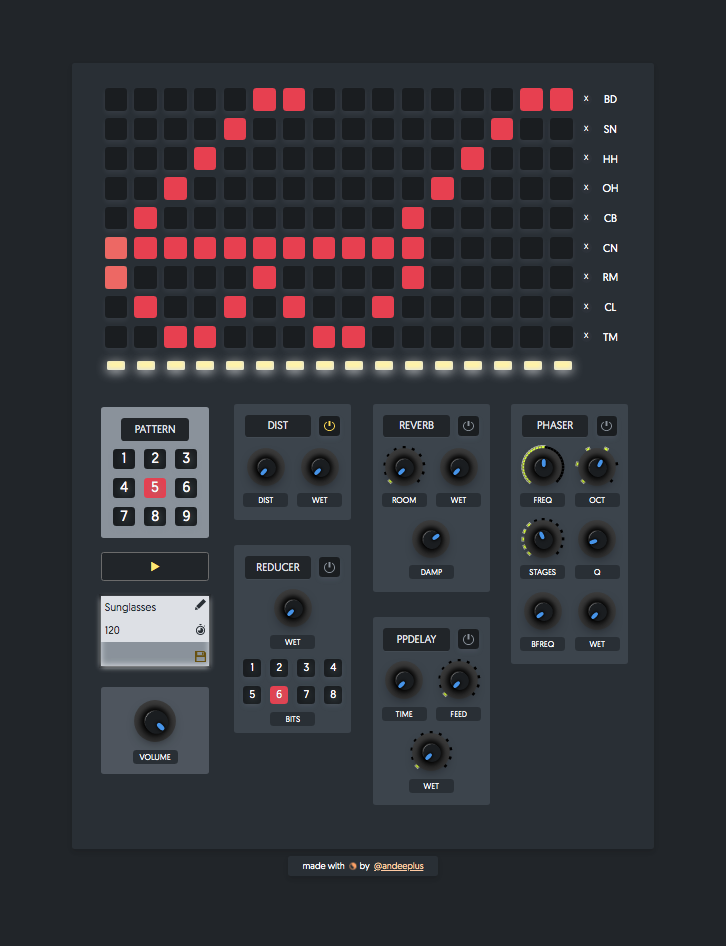 x BD
x SN
x HH
x OH
x CB
x CN
x RM
x CL
x TM
PATTERN
1 2 3
4 5 6
7 8 9
Sunglasses
120
VOLUME
DIST
DIST WET
REDUCER
WET
1 2 3 4
5 6 7 8
BITS
REVERB
ROOM WET
DAMP
PPDELAY
TIME FEED
WET
PHASER
FREQ OCT
STAGES Q
BFREQ WET
made with by @andeeplus